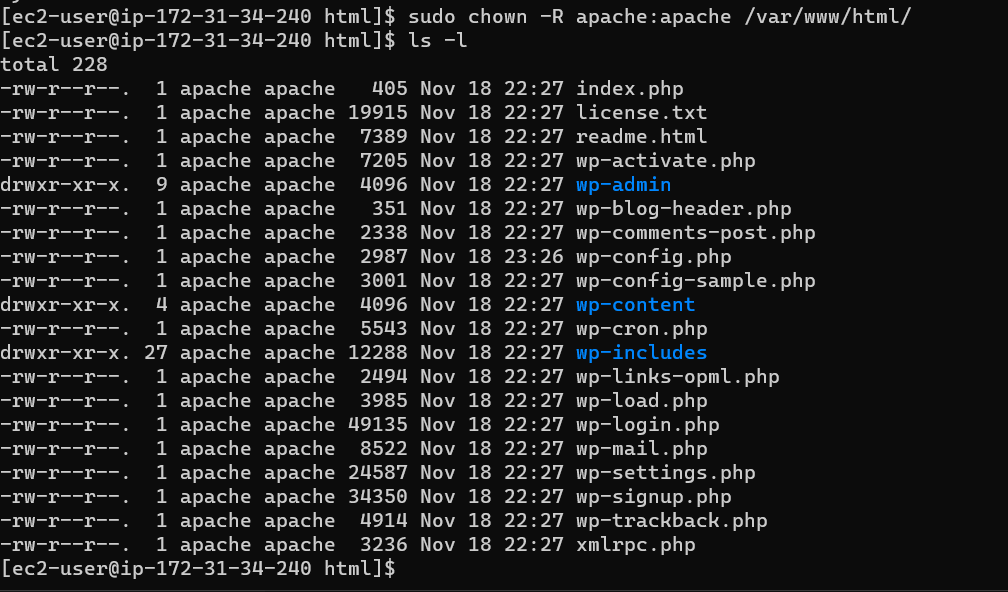 [ec2-user@ip-172-31-34-240 html]$ sudo chown -R apache:apache /var/www/html/
[ec2-user@ip-172-31-34-240 html]$ ls -l
total 228
-rw-r--r--.  1 apache apache   405 Nov 18 22:27 index.php
-rw-r--r--.  1 apache apache 19915 Nov 18 22:27 license.txt
-rw-r--r--.  1 apache apache  7389 Nov 18 22:27 readme.html
-rw-r--r--.  1 apache apache  7205 Nov 18 22:27 wp-activate.php
drwxr-xr-x.  9 apache apache  4096 Nov 18 22:27 wp-admin
-rw-r--r--.  1 apache apache   351 Nov 18 22:27 wp-blog-header.php
-rw-r--r--.  1 apache apache  2338 Nov 18 22:27 wp-comments-post.php
-rw-r--r--.  1 apache apache  2987 Nov 18 23:26 wp-config.php
-rw-r--r--.  1 apache apache  3001 Nov 18 22:27 wp-config-sample.php
drwxr-xr-x.  4 apache apache  4096 Nov 18 22:27 wp-content
-rw-r--r--.  1 apache apache  5543 Nov 18 22:27 wp-cron.php
drwxr-xr-x. 27 apache apache 12288 Nov 18 22:27 wp-includes
-rw-r--r--.  1 apache apache  2494 Nov 18 22:27 wp-links-opml.php
-rw-r--r--.  1 apache apache  3985 Nov 18 22:27 wp-load.php
-rw-r--r--.  1 apache apache 49135 Nov 18 22:27 wp-login.php
-rw-r--r--.  1 apache apache  8522 Nov 18 22:27 wp-mail.php
-rw-r--r--.  1 apache apache 24587 Nov 18 22:27 wp-settings.php
-rw-r--r--.  1 apache apache 34350 Nov 18 22:27 wp-signup.php
-rw-r--r--.  1 apache apache  4914 Nov 18 22:27 wp-trackback.php
-rw-r--r--.  1 apache apache  3236 Nov 18 22:27 xmlrpc.php
[ec2-user@ip-172-31-34-240 html]$